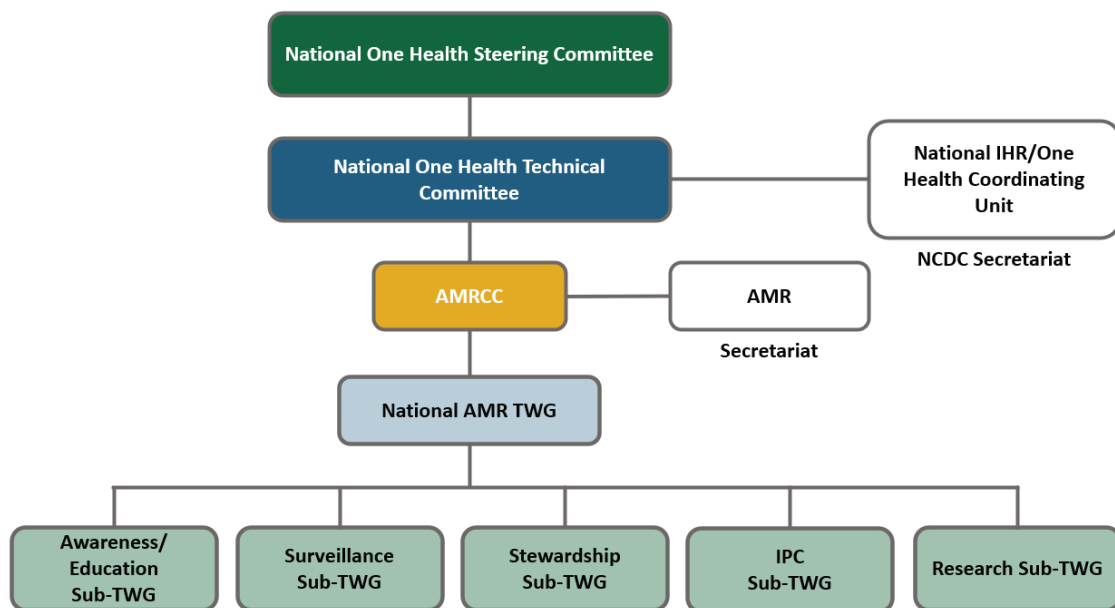 National One Health Steering Committee
National One Health Technical
Committee
National IHR/One
Health Coordinating
Unit
NCDC Secretariat
AMRCC
AMR
Secretariat
National AMR TWG
Awareness/
Education
Sub-TWG
Surveillance
Sub-TWG
Stewardship
Sub-TWG
IPC
Sub-TWG
Research Sub-TWG